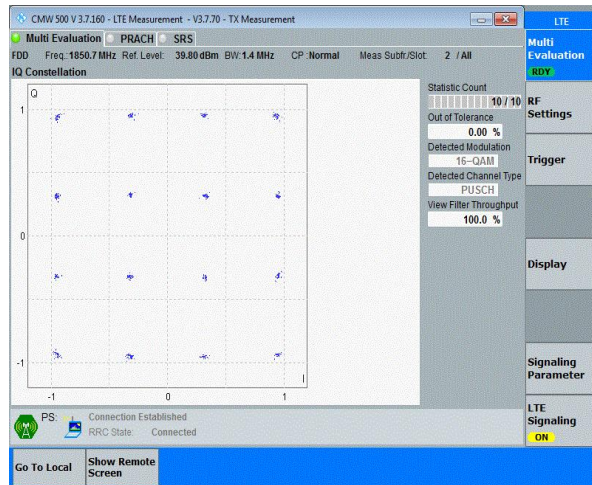 CMW 500 V 3.7.160 - LTE Measurement - V3.7.70 - TX Measurement
LTE
Multi Evaluation PRACH SRS
FDD Freq.:1850.7 MHz Ref. Level: 39.80 dBm BW:1.4 MHz CP :Normal Meas Subfr./Slot: 2 / All
IQ Constellation
Q
1
0
-1
-1 0 1
I
Statistic Count
10 / 10
Out of Tolerance
0.00 %
Detected Modulation
16-QAM
Detected Channel Type
PUSCH
View Filter Throughput
100.0 %
Multi
Evaluation
RDY
RF
Settings
Trigger
Display
Signaling
Parameter
LTE
Signaling
ON
PS: Connection Established
RRC State: Connected
Go To Local
Show Remote
Screen